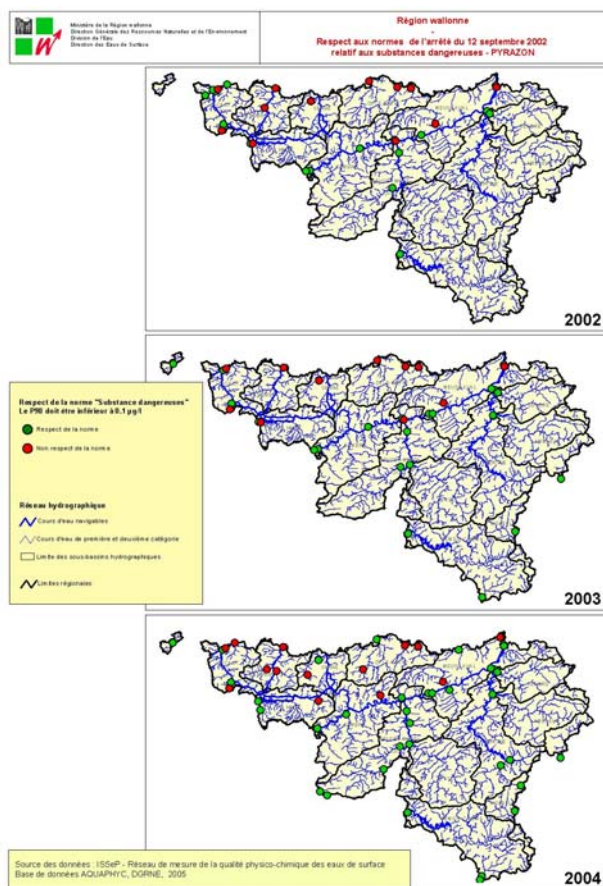 Ministère de la Région wallonne
Direction Générale des Ressources Naturelles et de l'Environnement
Division de l'Eau
Direction des Eaux de Surface
Région wallonne
-
Respect aux normes de l'arrêté du 12 septembre 2002
relatif aux substances dangereuses - PYRAZON
2002
Respect de la norme "Substance dangereuses"
Le P90 doit être inférieur à 0.1 µg/l
Respect de la norme
Non respect de la norme
Réseau hydrographique
Cours d'eau navigables
Cours d'eau de première et deuxième catégorie
Limite des sous-bassins hydrographiques
Limites régionales
2003
2004
Source des données : ISSeP - Réseau de mesure de la qualité physico-chimique des eaux de surface
Base de données AQUAPHYC, DGRNE, 2005